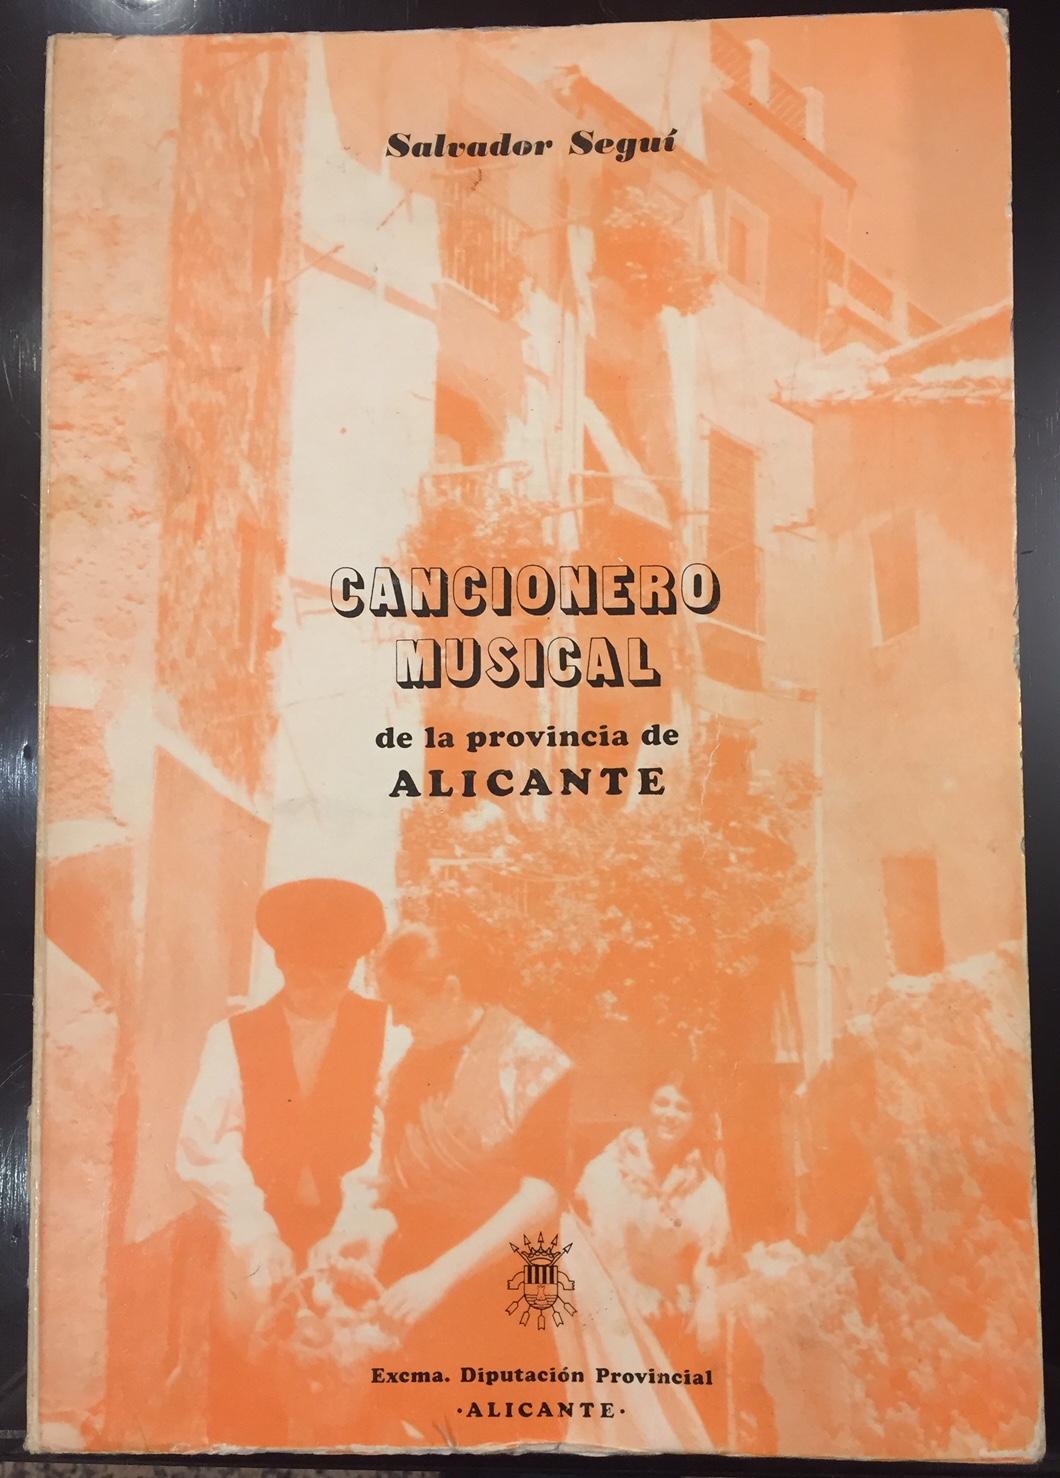 Salvador Seguí
CANCIONERO
MUSICAL
de la provincia de
ALICANTE
Excma. Diputación Provincial
·ALICANTE·